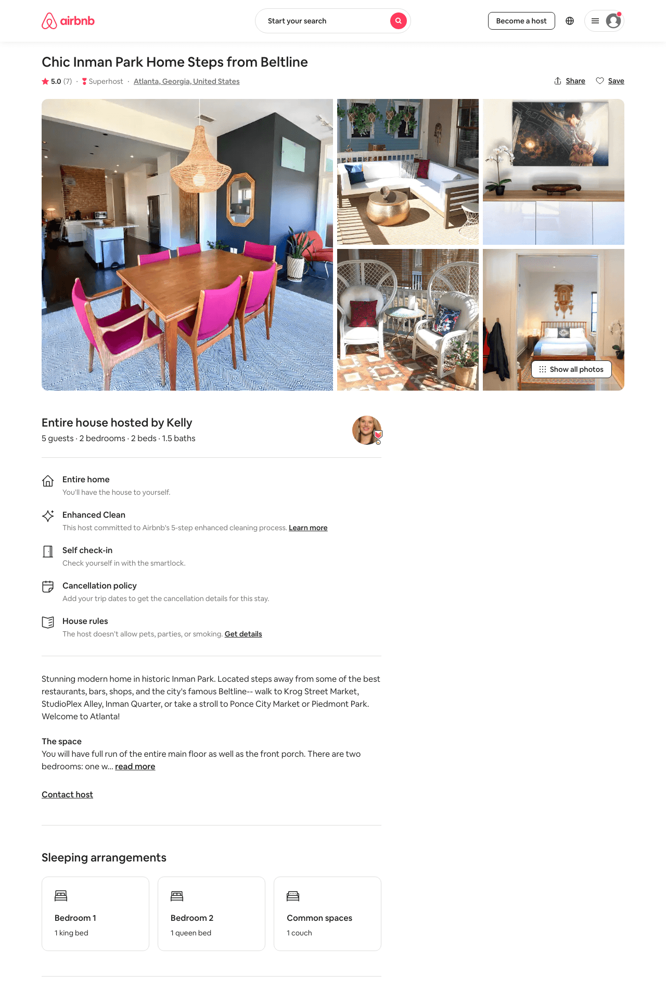 airbnb
Start your search
Become a host
Chic Inman Park Home Steps from Beltline
5.0 (7) · Superhost · Atlanta, Georgia, United States
Share
Save
Show all photos
Entire house hosted by Kelly
5 guests · 2 bedrooms · 2 beds · 1.5 baths
Entire home
You'll have the house to yourself.
Enhanced Clean
This host committed to Airbnb's 5-step enhanced cleaning process. Learn more
Self check-in
Check yourself in with the smartlock.
Cancellation policy
Add your trip dates to get the cancellation details for this stay.
House rules
The host doesn't allow pets, parties, or smoking. Get details
Stunning modern home in historic Inman Park. Located steps away from some of the best
restaurants, bars, shops, and the city's famous Beltline-- walk to Krog Street Market,
StudioPlex Alley, Inman Quarter, or take a stroll to Ponce City Market or Piedmont Park.
Welcome to Atlanta!
The space
You will have full run of the entire main floor as well as the front porch. There are two
bedrooms: one w... read more
Contact host
Sleeping arrangements
Bedroom 1
1 king bed
Bedroom 2
1 queen bed
Common spaces
1 couch